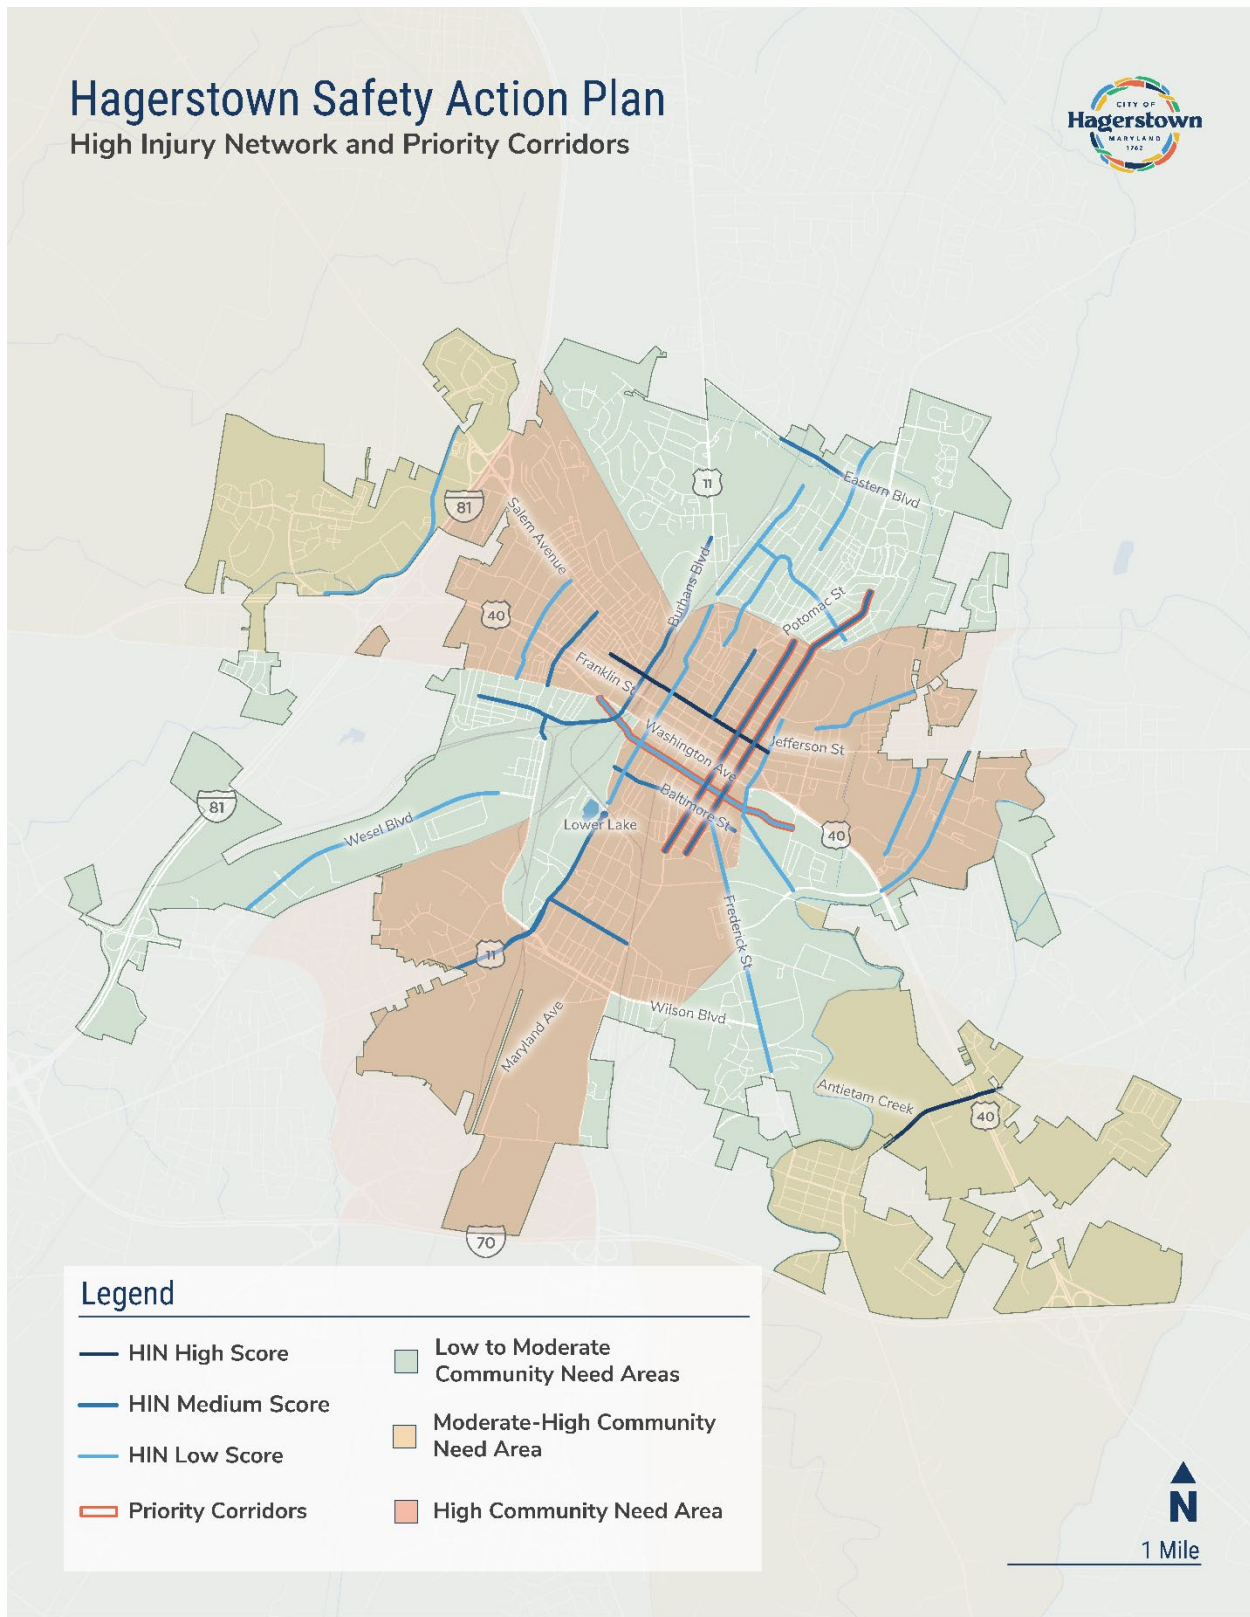 Hagerstown Safety Action Plan
High Injury Network and Priority Corridors
CITY OF
Hagerstown
MARYLAND
1762
Eastern Blvd
11
81
Salem Avenue
Burhans Blvd
40
Potomac St
Franklin St
Washington Ave
Jefferson St
Baltimore St
81
Wesel Blvd
Lower Lake
40
Frederick St
11
Wilson Blvd
Maryland Ave
Antietam Creek
40
70
Legend
HIN High Score
HIN Medium Score
HIN Low Score
Priority Corridors
Low to Moderate
Community Need Areas
Moderate-High Community
Need Area
High Community Need Area
N
1 Mile